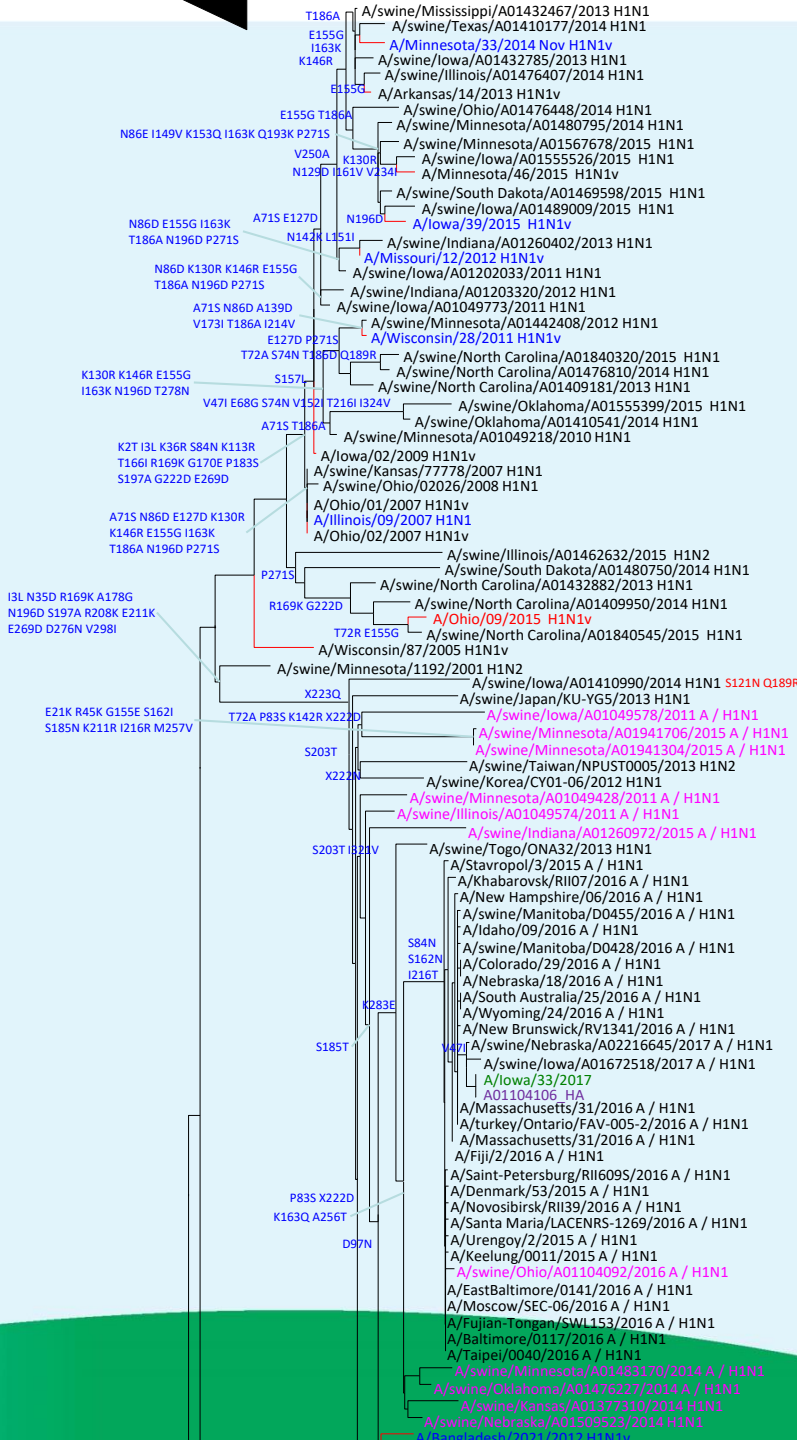 A/swine/Mississippi/A01432467/2013 H1N1
T186A
A/swine/Texas/A01410177/2014 H1N1
E155G
A/Minnesota/33/2014 Nov H1N1v
I163K
K146R
A/swine/Iowa/A01432785/2013 H1N1
A/swine/Illinois/A01476407/2014 H1N1
E155G
A/Arkansas/14/2013 H1N1v
A/swine/Ohio/A01476448/2014 H1N1
E155G T186A
A/swine/Minnesota/A01480795/2014 H1N1
N86E I149V K153Q I163K Q193K P271S
A/swine/Minnesota/A01567678/2015 H1N1
V250A
K130R
A/swine/Iowa/A01555526/2015 H1N1
N129D I161V V234I
A/Minnesota/46/2015 H1N1v
A/swine/South Dakota/A01469598/2015 H1N1
A/swine/Iowa/A01489009/2015 H1N1
A71S E127D
N196D
A/Iowa/39/2015 H1N1v
N86D E155G I163K
T186A N196D P271S
N142K L151I
A/swine/Indiana/A01260402/2013 H1N1
A/Missouri/12/2012 H1N1v
N86D K130R K146R E155G
T186A N196D P271S
A/swine/Iowa/A01202033/2011 H1N1
A/swine/Indiana/A01203320/2012 H1N1
A/swine/Iowa/A01049773/2011 H1N1
A71S N86D A139D
V173I T186A I214V
A/swine/Minnesota/A01442408/2012 H1N1
A/Wisconsin/28/2011 H1N1v
E127D P271S
T72A S74N T186D Q189R
A/swine/North Carolina/A01840320/2015 H1N1
A/swine/North Carolina/A01476810/2014 H1N1
K130R K146R E155G
I163K N196D T278N
S157L
A/swine/North Carolina/A01409181/2013 H1N1
V47I E68G S74N V152I T216I I324V
A/swine/Oklahoma/A01555399/2015 H1N1
A/swine/Oklahoma/A01410541/2014 H1N1
A71S T186A
A/swine/Minnesota/A01049218/2010 H1N1
K2T I3L K36R S84N K113R
T166I R169K G170E P183S
S197A G222D E269D
A/Iowa/02/2009 H1N1v
A/swine/Kansas/77778/2007 H1N1
A/swine/Ohio/02026/2008 H1N1
A/Ohio/01/2007 H1N1v
A71S N86D E127D K130R
K146R E155G I163K
T186A N196D P271S
A/Illinois/09/2007 H1N1
A/Ohio/02/2007 H1N1v
A/swine/Illinois/A01462632/2015 H1N2
P271S
A/swine/South Dakota/A01480750/2014 H1N1
A/swine/North Carolina/A01432882/2013 H1N1
I3L N35D R169K A178G
N196D S197A R208K E211K
E269D D276N V298I
R169K G222D
A/swine/North Carolina/A01409950/2014 H1N1
A/Ohio/09/2015 H1N1v
T72R E155G
A/swine/North Carolina/A01840545/2015 H1N1
A/Wisconsin/87/2005 H1N1v
A/swine/Minnesota/1192/2001 H1N2
A/swine/Iowa/A01410990/2014 H1N1 S121N Q189R
X223Q
A/swine/Japan/KU-YG5/2013 H1N1
E21K R45K G155E S162I
S185N K211R I216R M257V
T72A P83S K142R X222D
A/swine/Iowa/A01049578/2011 A / H1N1
A/swine/Minnesota/A01941706/2015 A / H1N1
S203T
A/swine/Minnesota/A01941304/2015 A / H1N1
A/swine/Taiwan/NPUST0005/2013 H1N2
X222N
A/swine/Korea/CY01-06/2012 H1N1
A/swine/Minnesota/A01049428/2011 A / H1N1
A/swine/Illinois/A01049574/2011 A / H1N1
A/swine/Indiana/A01260972/2015 A / H1N1
S203T I321V
A/swine/Togo/ONA32/2013 H1N1
A/Stavropol/3/2015 A / H1N1
A/Khabarovsk/RII07/2016 A / H1N1
A/New Hampshire/06/2016 A / H1N1
A/swine/Manitoba/D0455/2016 A / H1N1
A/Idaho/09/2016 A / H1N1
S84N
S162N
I216T
A/swine/Manitoba/D0428/2016 A / H1N1
A/Colorado/29/2016 A / H1N1
A/Nebraska/18/2016 A / H1N1
A/South Australia/25/2016 A / H1N1
K283E
A/Wyoming/24/2016 A / H1N1
A/New Brunswick/RV1341/2016 A / H1N1
S185T
V47I
A/swine/Nebraska/A02216645/2017 A / H1N1
A/swine/Iowa/A01672518/2017 A / H1N1
A/Iowa/33/2017
A01104106_HA
A/Massachusetts/31/2016 A / H1N1
A/turkey/Ontario/FAV-005-2/2016 A / H1N1
A/Massachusetts/31/2016 A / H1N1
A/Fiji/2/2016 A / H1N1
A/Saint-Petersburg/RII609S/2016 A / H1N1
A/Denmark/53/2015 A / H1N1
P83S X222D
A/Novosibirsk/RII39/2016 A / H1N1
K163Q A256T
A/Santa Maria/LACENRS-1269/2016 A / H1N1
A/Urengoy/2/2015 A / H1N1
D97N
A/Keelung/0011/2015 A / H1N1
A/swine/Ohio/A01104092/2016 A / H1N1
A/EastBaltimore/0141/2016 A / H1N1
A/Moscow/SEC-06/2016 A / H1N1
A/Fujian-Tongan/SWL153/2016 A / H1N1
A/Baltimore/0117/2016 A / H1N1
A/Taipei/0040/2016 A / H1N1
A/swine/Minnesota/A01483170/2014 A / H1N1
A/swine/Oklahoma/A01476227/2014 A / H1N1
A/swine/Kansas/A01377310/2014 H1N1
A/swine/Nebraska/A01509523/2014 H1N1
A/Bangladesh/2021/2012 H1N1v